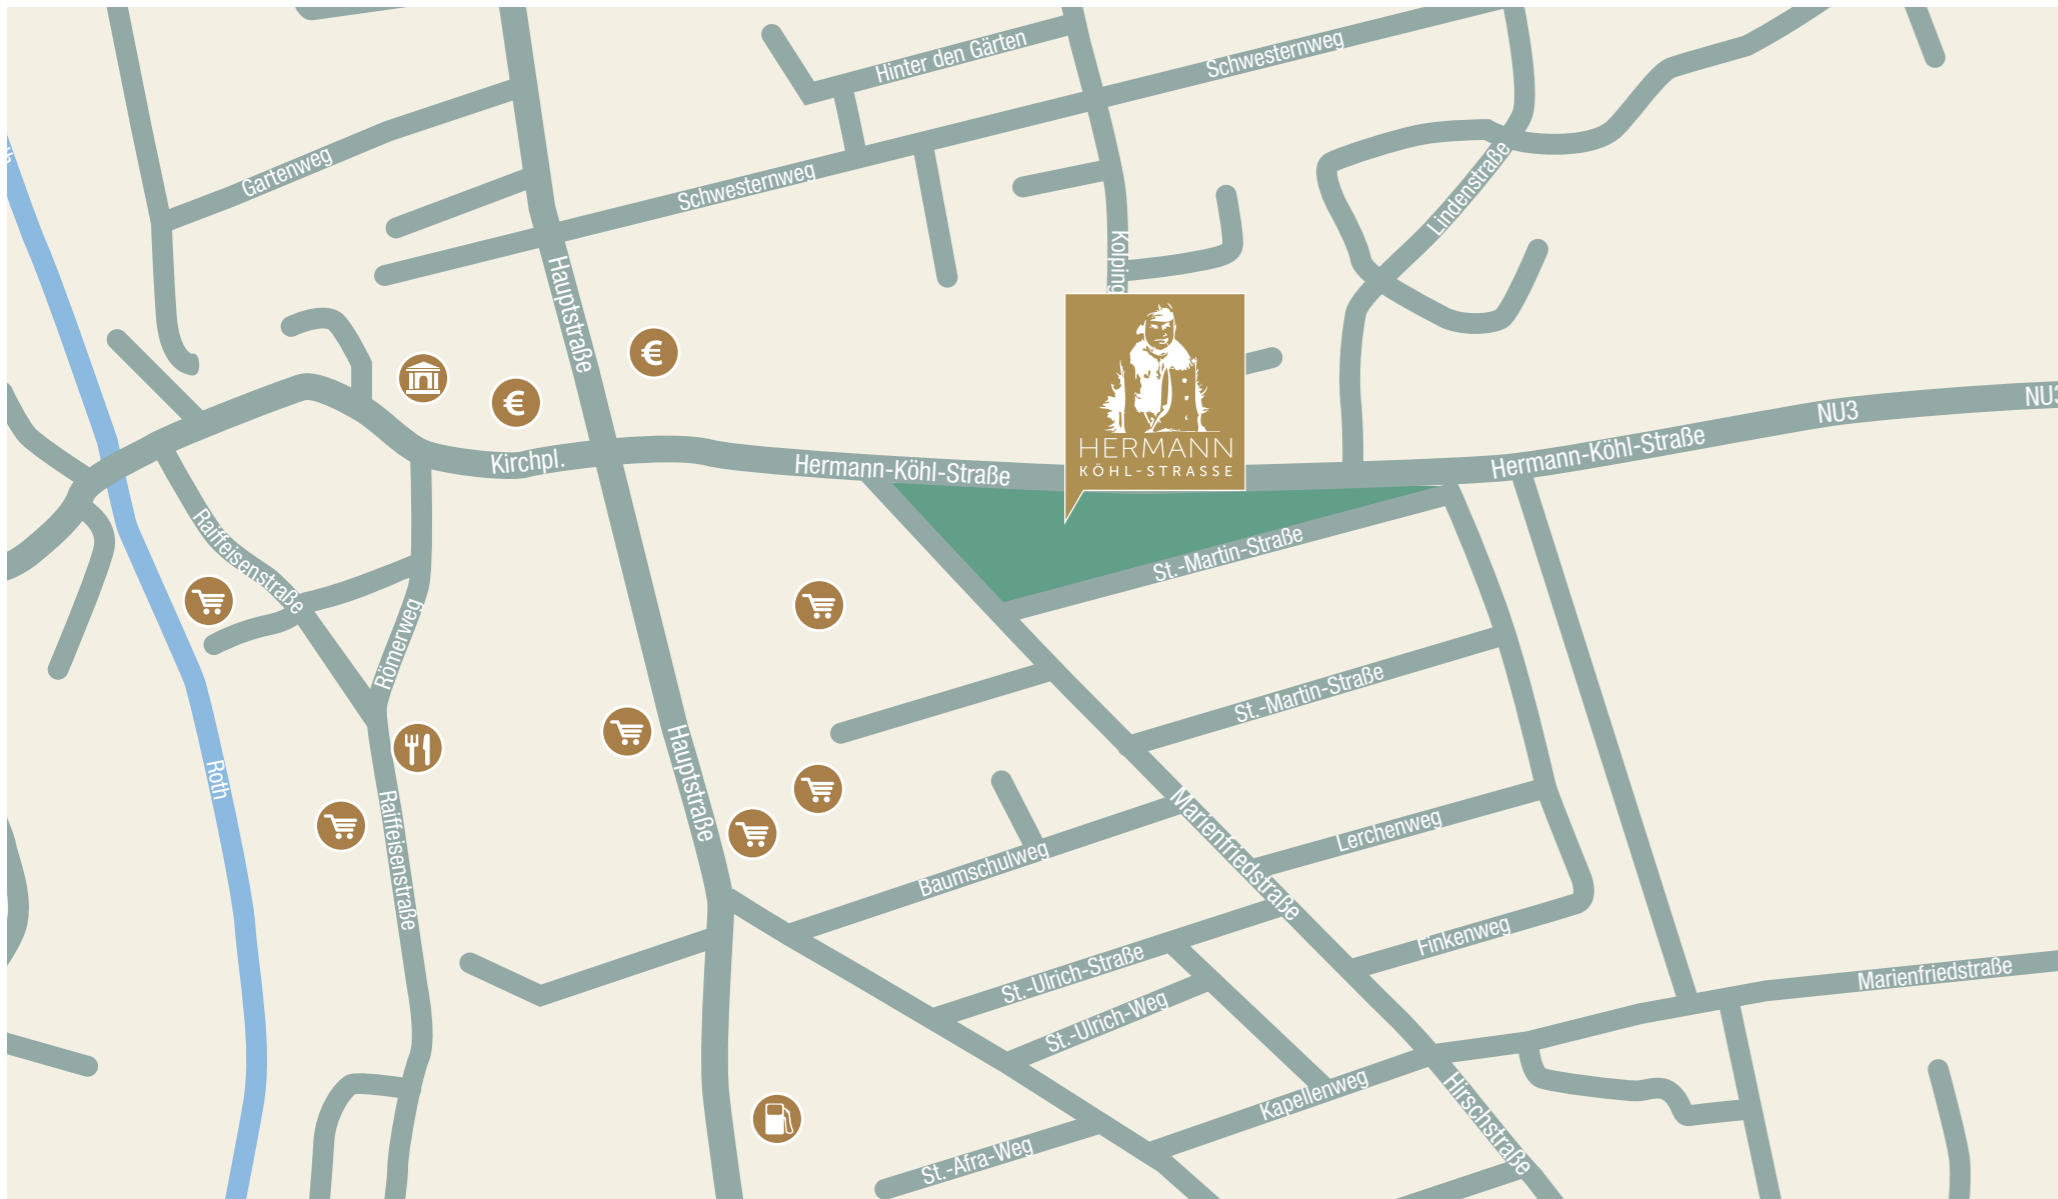 Hinter den Gärten
Schwesternweg
Gartenweg
Schwesternweg
Lindenstraße
Kolping
Hauptstraße
HERMANN
KÖHL-STRASSE
NU3
NU3
Kirchpl.
Hermann-Köhl-Straße
Hermann-Köhl-Straße
Raiffeisenstraße
St.-Martin-Straße
Römerweg
St.-Martin-Straße
Roth
Hauptstraße
Raiffeisenstraße
Marienfriedstraße
Lerchenweg
Baumschulweg
Finkenweg
St.-Ulrich-Straße
Marienfriedstraße
St.-Ulrich-Weg
Kapellenweg
Hirschstraße
St.-Afra-Weg